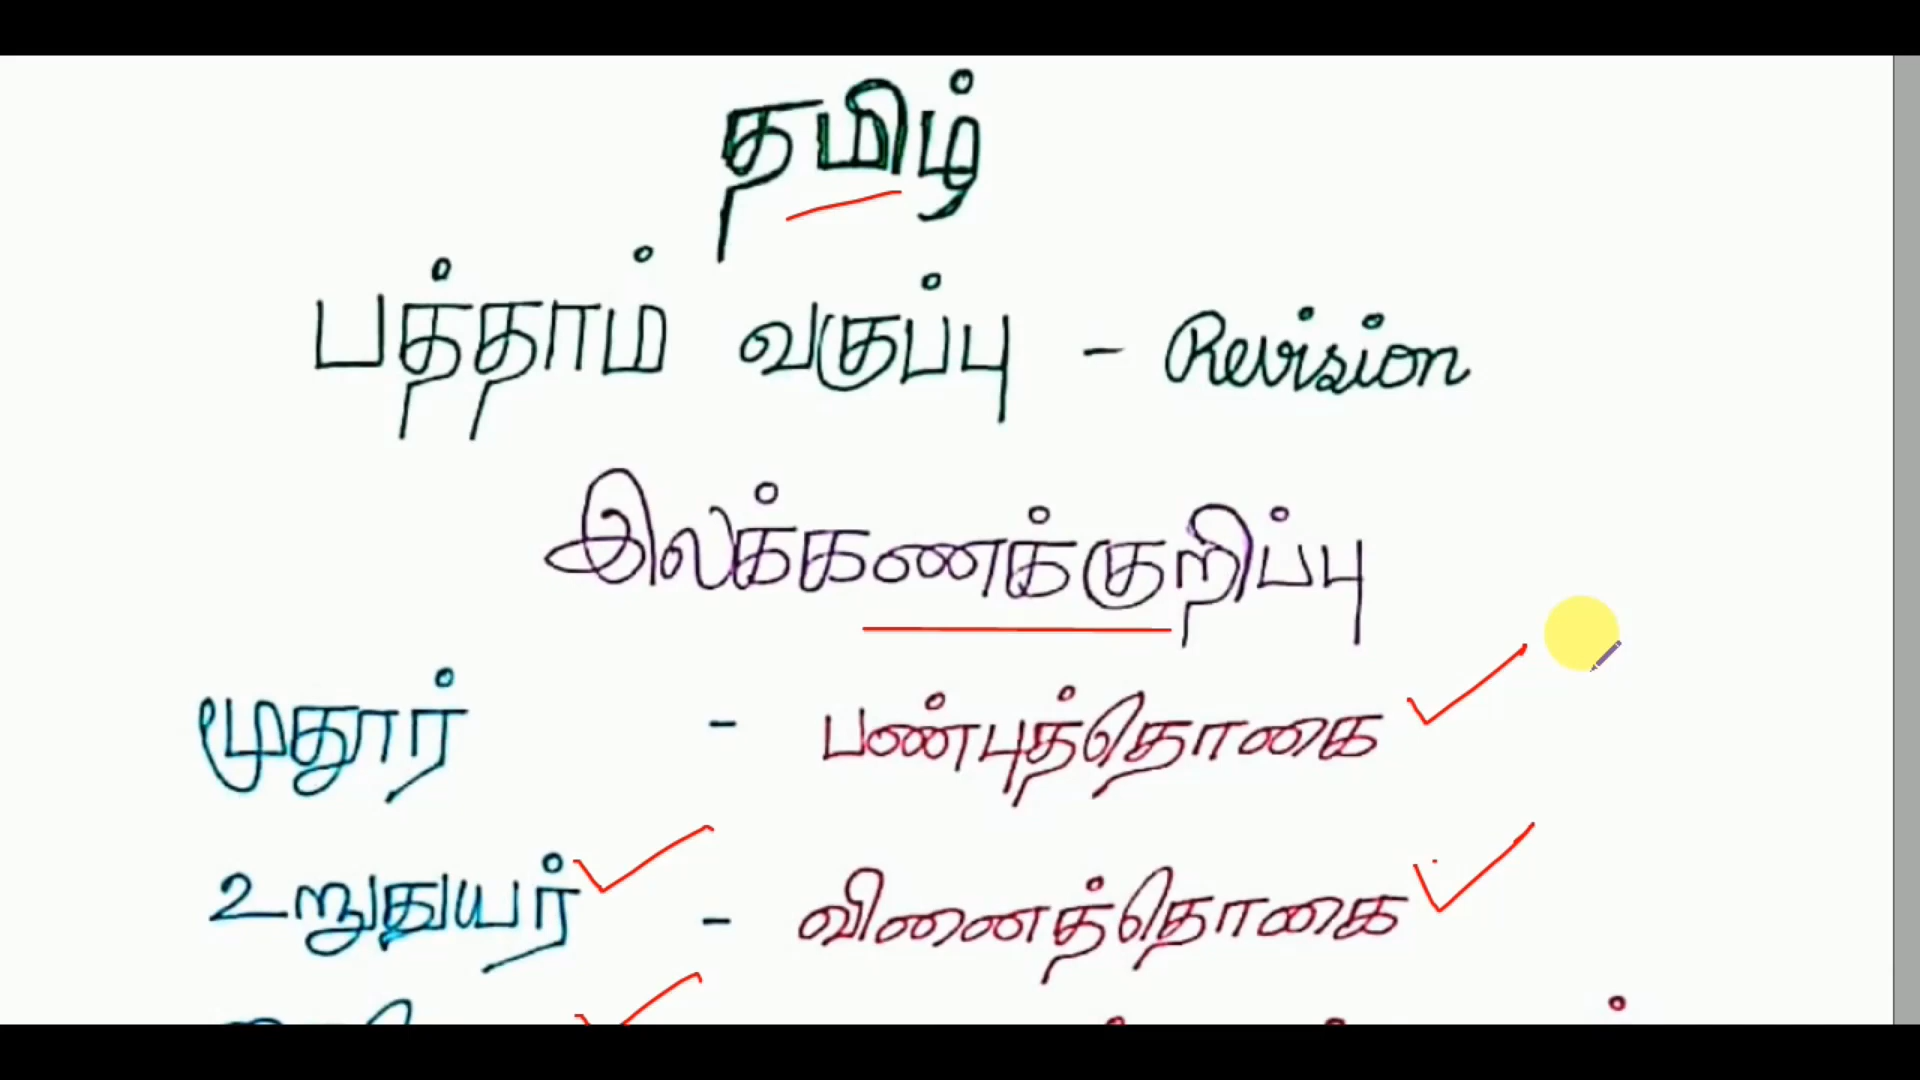 தமிழ்
பத்தாம் வகுப்பு - Revision
இலக்கணக்குறிப்பு
மூதூர் - பண்புத்தொகை
உறுதுயர் - வினைத்தொகை